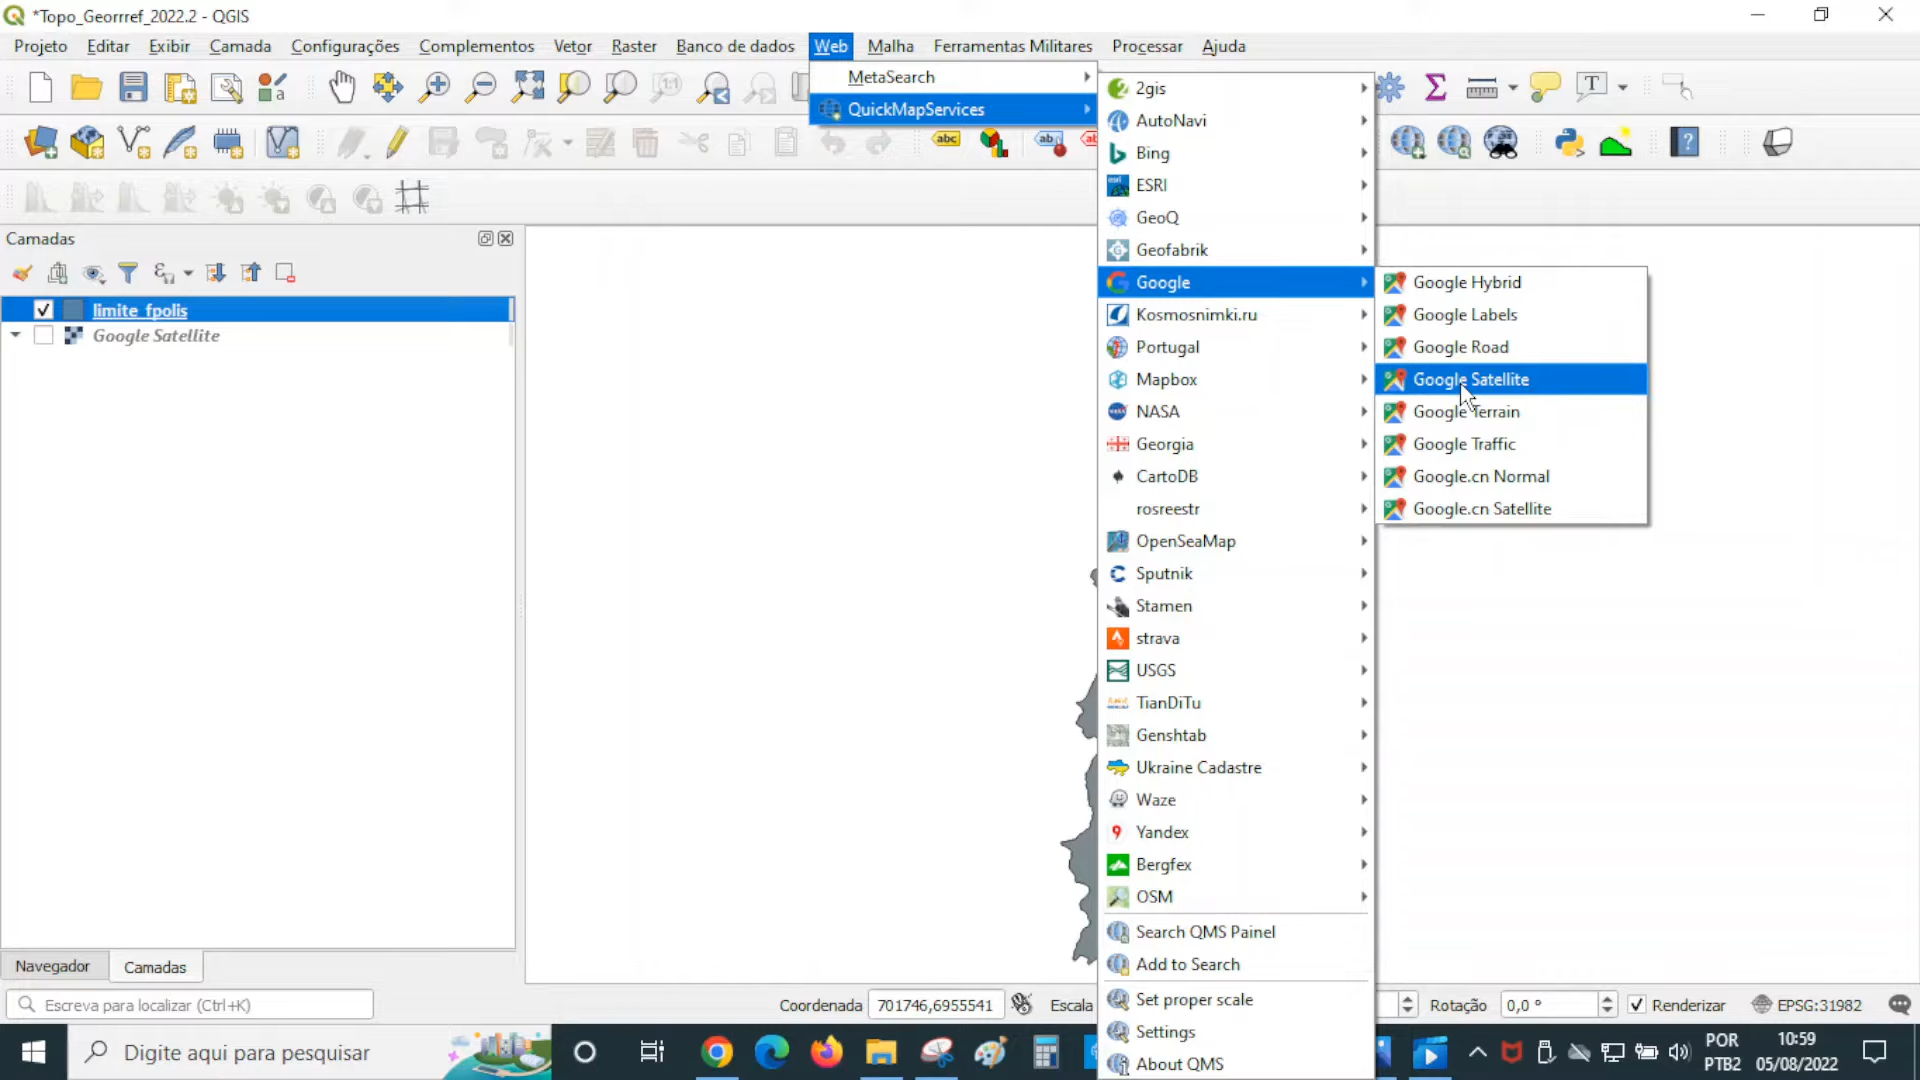 *Topo_Georrref_2022.2 - QGIS
Projeto Editar Exibir Camada Configurações Complementos Vetor Raster Banco de dados Web Malha Ferramentas Militares Processar Ajuda
MetaSearch
QuickMapServices
2gis
AutoNavi
Bing
ESRI
GeoQ
Geofabrik
Google
Kosmosnimki.ru
Portugal
Mapbox
NASA
Georgia
CartoDB
rosreestr
OpenSeaMap
Sputnik
Stamen
strava
USGS
TianDiTu
Genshtab
Ukraine Cadastre
Waze
Yandex
Bergfex
OSM
Search QMS Painel
Add to Search
Set proper scale
Settings
About QMS
Google Hybrid
Google Labels
Google Road
Google Satellite
Google Terrain
Google Traffic
Google.cn Normal
Google.cn Satellite
Camadas
limite_fpolis
Google Satellite
Navegador Camadas
Escreva para localizar (Ctrl+K)
Coordenada 701746,6955541 Escala Rotação 0,0 ° Renderizar EPSG:31982
Digite aqui para pesquisar
POR
PTB2
10:59
05/08/2022